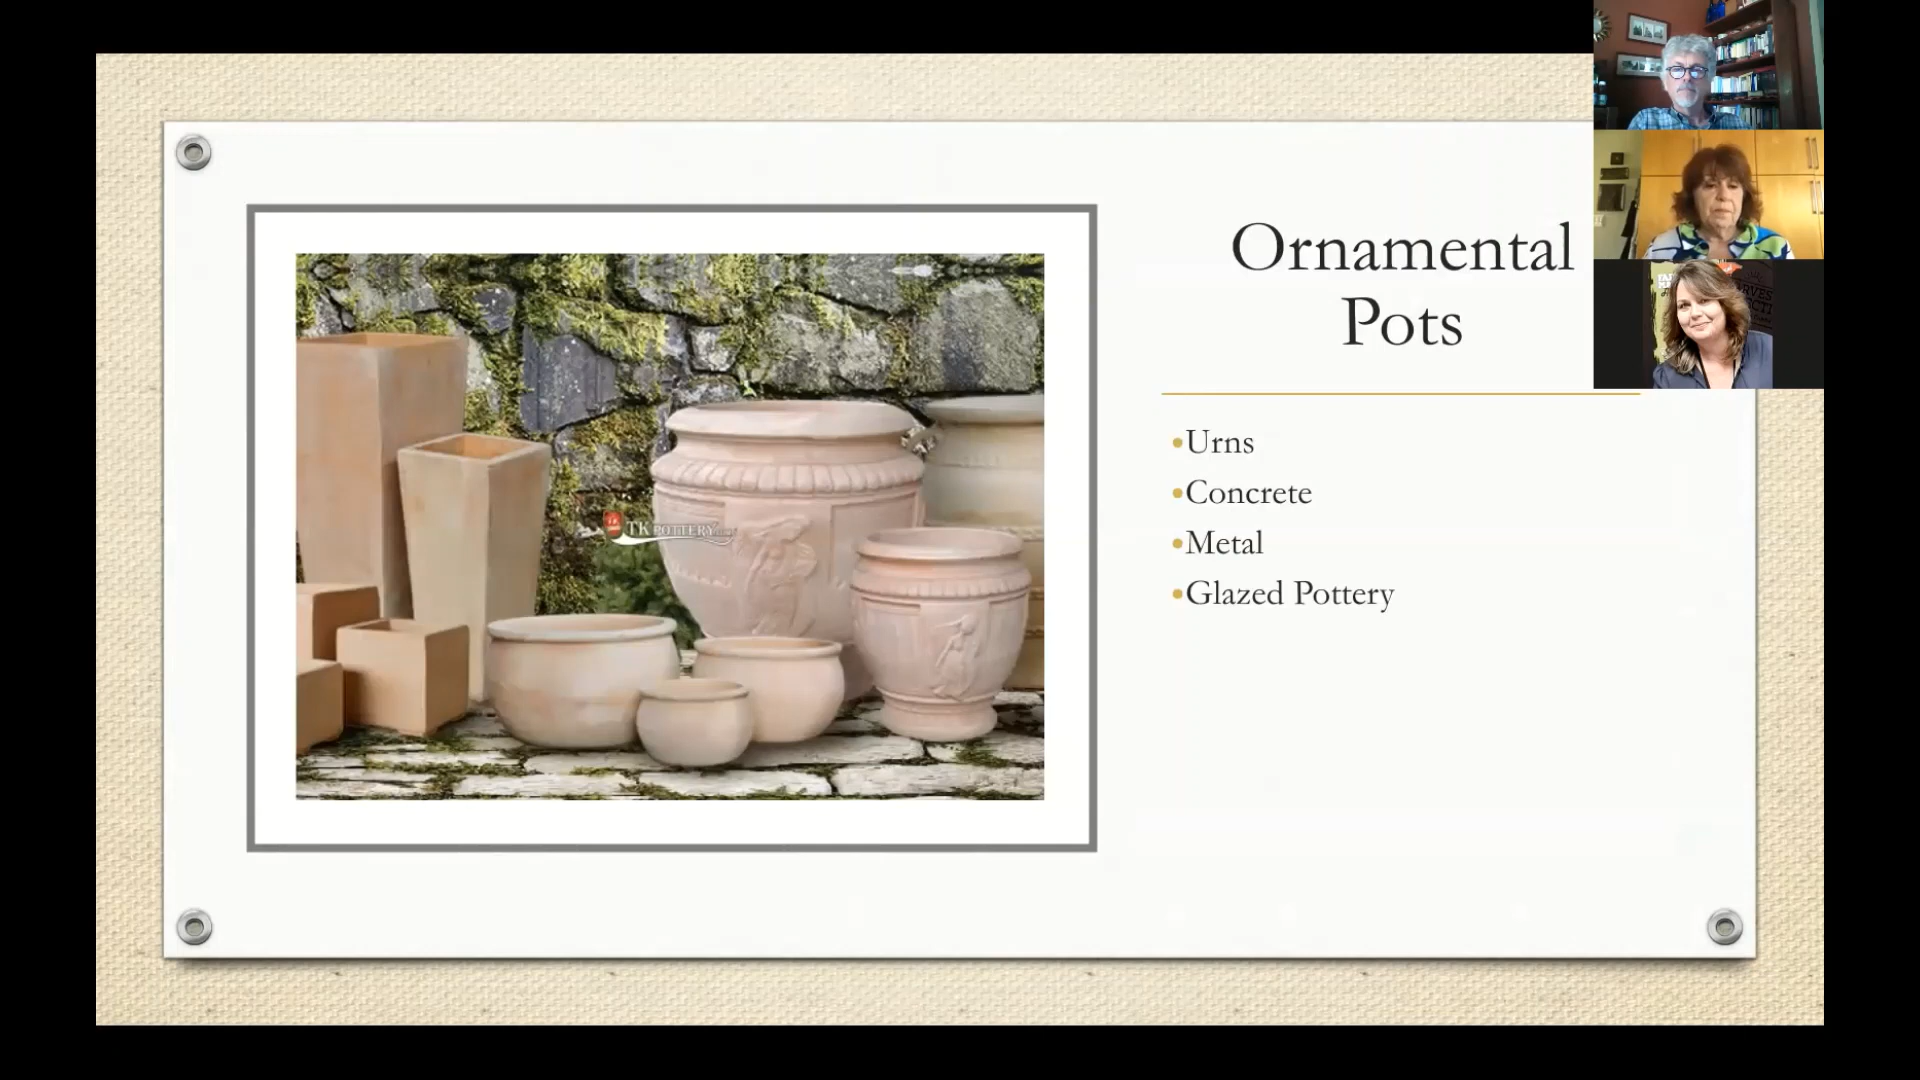 Ornamental
Pots
•Urns
•Concrete
•Metal
•Glazed Pottery
TK POTTERY